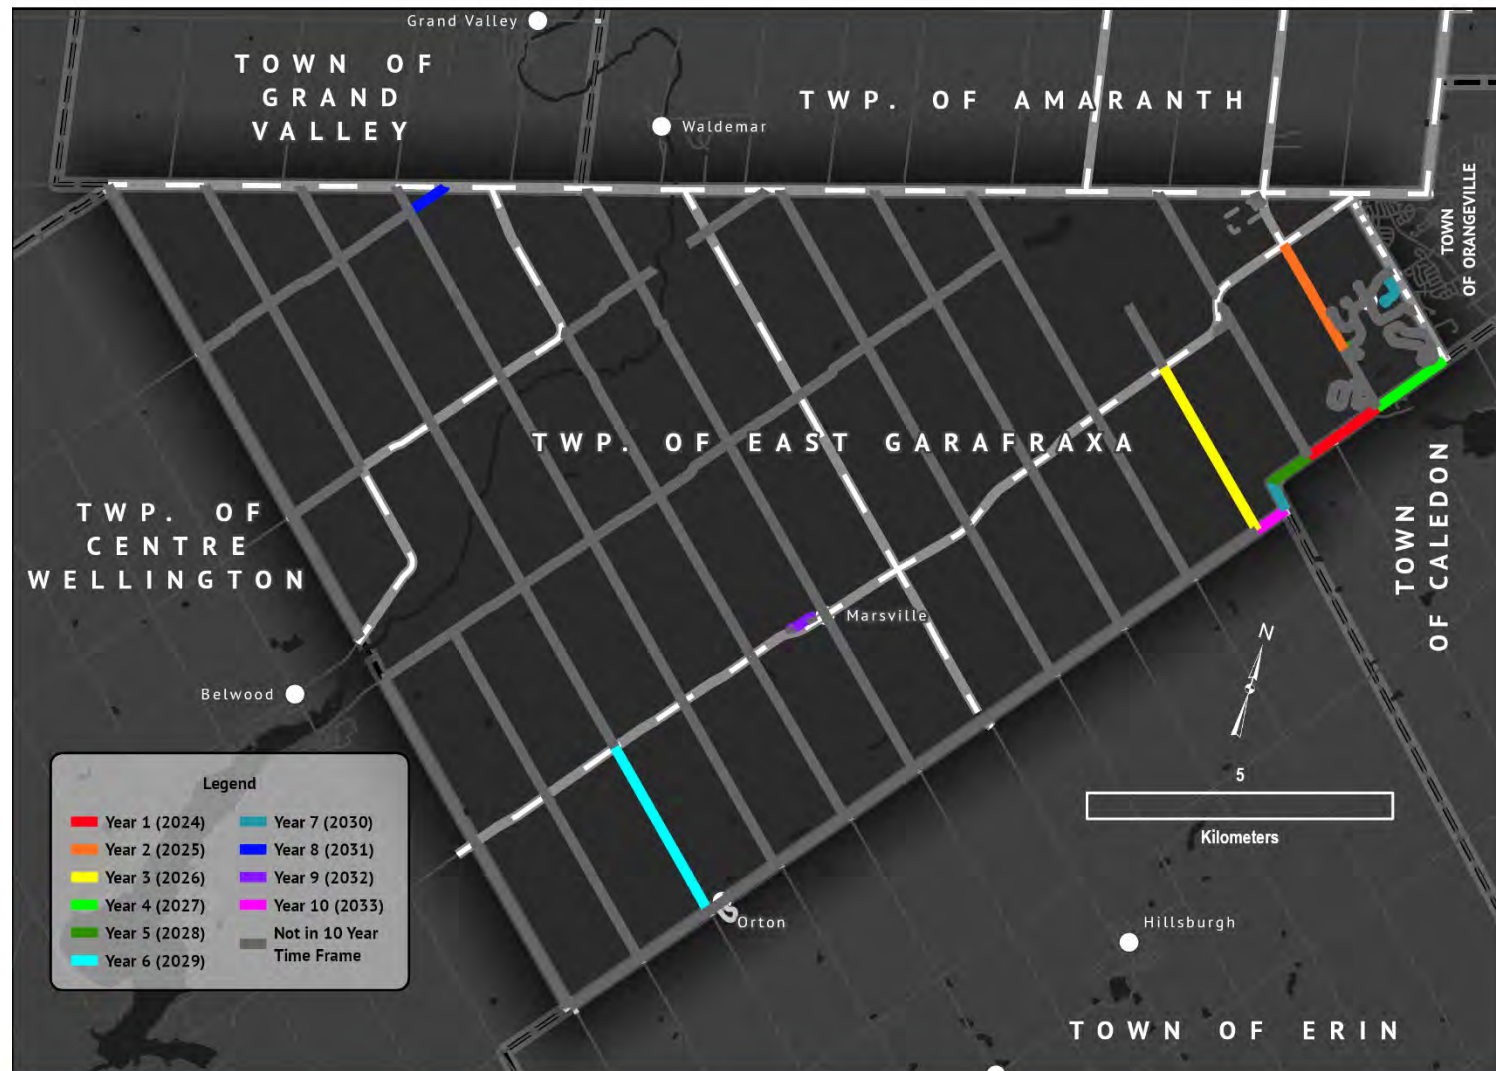 Grand Valley
TOWN OF
GRAND
VALLEY
TWP. OF AMARANTH
Waldemar
TOWN
OF ORANGEVILLE
TWP. OF EAST GARAFRAXA
TWP. OF
CENTRE
WELLINGTON
TOWN
OF CALEDON
Marsville
N
Belwood
5
Kilometers
Legend
Year 1 (2024)
Year 2 (2025)
Year 3 (2026)
Year 4 (2027)
Year 5 (2028)
Year 6 (2029)
Year 7 (2030)
Year 8 (2031)
Year 9 (2032)
Year 10 (2033)
Not in 10 Year
Time Frame
Orton
Hillsburgh
TOWN OF ERIN